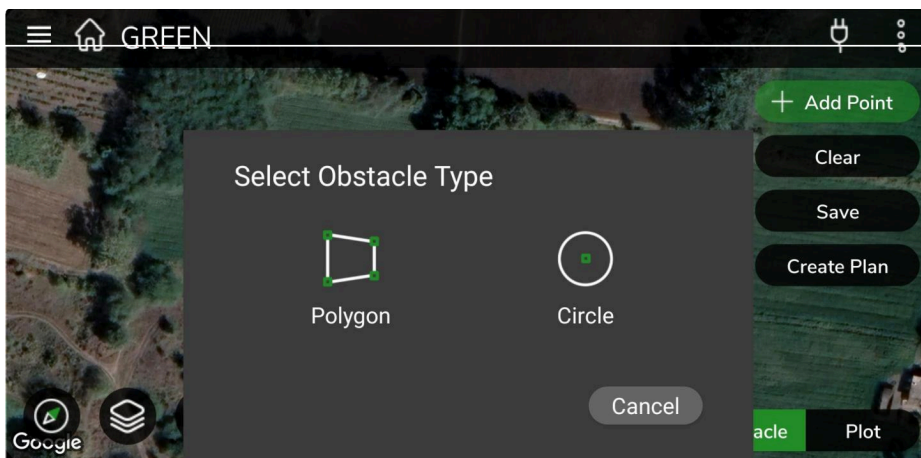 GREEN
+ Add Point
Clear
Save
Create Plan
Select Obstacle Type
Polygon
Circle
Cancel
Google
acle
Plot